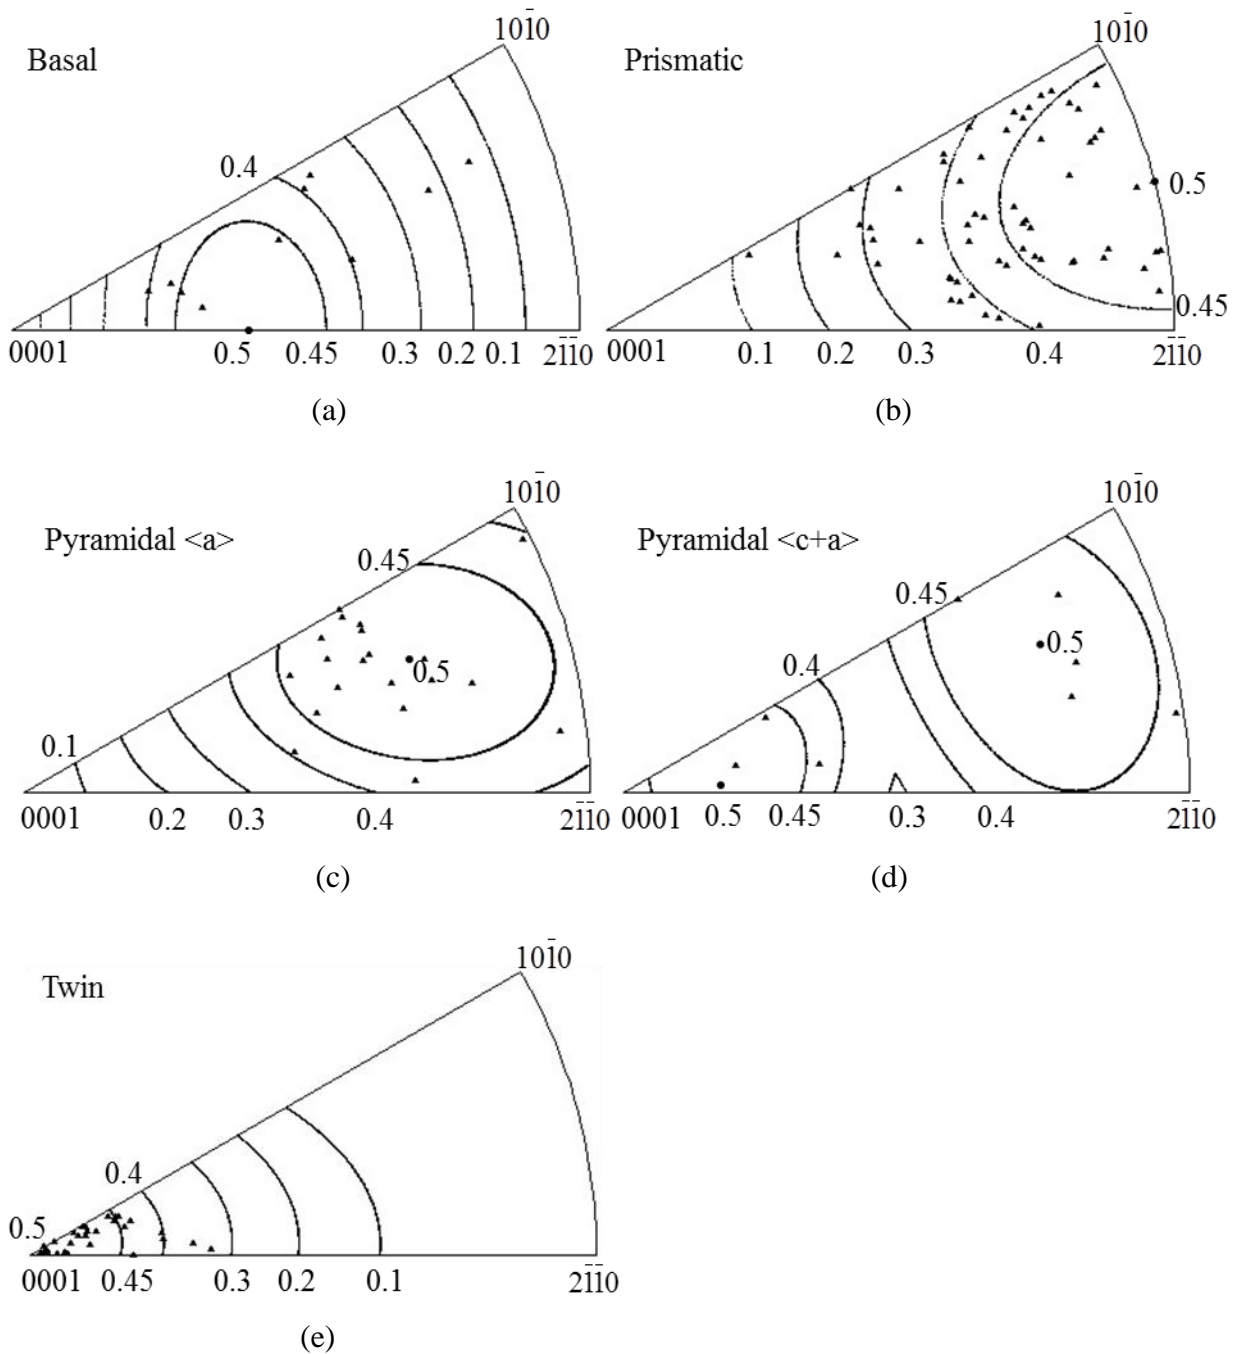 Basal
101̄0
0.4
0001 0.5 0.45 0.3 0.2 0.1 21̄1̄0
(a)
Prismatic
101̄0
0.5
0.45
0001 0.1 0.2 0.3 0.4 21̄1̄0
(b)
Pyramidal <a>
101̄0
0.45
0.5
0.1
0001 0.2 0.3 0.4 21̄1̄0
(c)
Pyramidal <c+a>
101̄0
0.45
0.5
0.4
0001 0.5 0.45 0.3 0.4 21̄1̄0
(d)
Twin
101̄0
0.4
0.5
0001 0.45 0.3 0.2 0.1 21̄1̄0
(e)